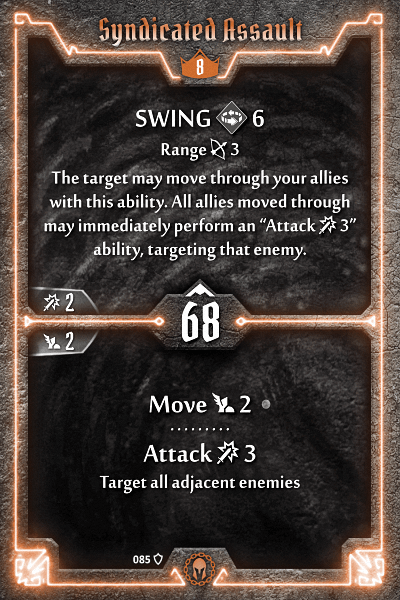 Syndicated Assault
8
SWING 6
Range 3
The target may move through your allies
with this ability. All allies moved through
may immediately perform an “Attack 3”
ability, targeting that enemy.
2
68
2
Move 2
Attack 3
Target all adjacent enemies
085